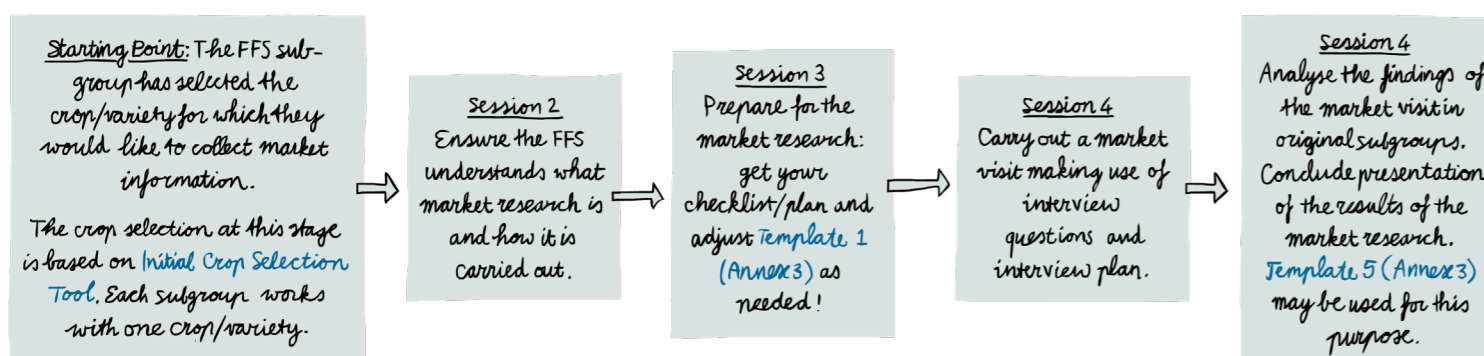 Starting Point: The FFS sub-
group has selected the
crop/variety for which they
would like to collect market
information.
The crop selection at this stage
is based on Initial Crop Selection
Tool. Each subgroup works
with one crop/variety.
Session 2
Ensure the FFS
understands what
market research is
and how it is
carried out.
Session 3
Prepare for the
market research:
get your
checklist/plan and
adjust Template 1
(Annex 3) as
needed!
Session 4
Carry out a market
visit making use of
interview
questions and
interview plan.
Session 4
Analyse the findings of
the market visit in
original subgroups.
Conclude presentation
of the results of the
market research.
Template 5 (Annex 3)
may be used for this
purpose.